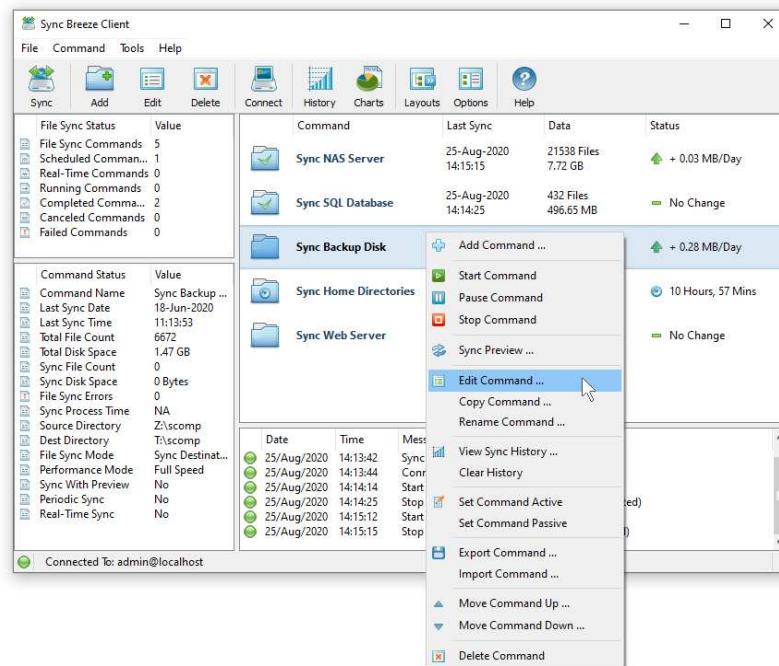 Sync Breeze Client
File Command Tools Help
Sync Add Edit Delete Connect History Charts Layouts Options Help
File Sync Status Value
File Sync Commands 5
Scheduled Comman... 1
Real-Time Commands 0
Running Commands 0
Completed Comma... 2
Canceled Commands 0
Failed Commands 0
Command Status Value
Command Name Sync Backup ...
Last Sync Date 18-Jun-2020
Last Sync Time 11:13:53
Total File Count 6672
Total Disk Space 1.47 GB
Sync File Count 0
Sync Disk Space 0 Bytes
File Sync Errors 0
Sync Process Time NA
Source Directory Z:\scomp
Dest Directory T:\scomp
File Sync Mode Sync Destinat...
Performance Mode Full Speed
Sync With Preview No
Periodic Sync No
Real-Time Sync No
Command Last Sync Data Status
Sync NAS Server 25-Aug-2020 14:15:15 21538 Files 7.72 GB + 0.03 MB/Day
Sync SQL Database 25-Aug-2020 14:14:25 432 Files 496.65 MB No Change
Sync Backup Disk + 0.28 MB/Day
Sync Home Directories 10 Hours, 57 Mins
Sync Web Server No Change
Add Command ...
Start Command
Pause Command
Stop Command
Sync Preview ...
Edit Command ...
Copy Command ...
Rename Command ...
View Sync History ...
Clear History
Set Command Active
Set Command Passive
Export Command ...
Import Command ...
Move Command Up ...
Move Command Down ...
Delete Command
Date Time Mess
25/Aug/2020 14:13:42 Sync
25/Aug/2020 14:13:44 Conn
25/Aug/2020 14:14:14 Start
25/Aug/2020 14:14:25 Stop ted)
25/Aug/2020 14:15:12 Start
25/Aug/2020 14:15:15 Stop )
Connected To: admin@localhost